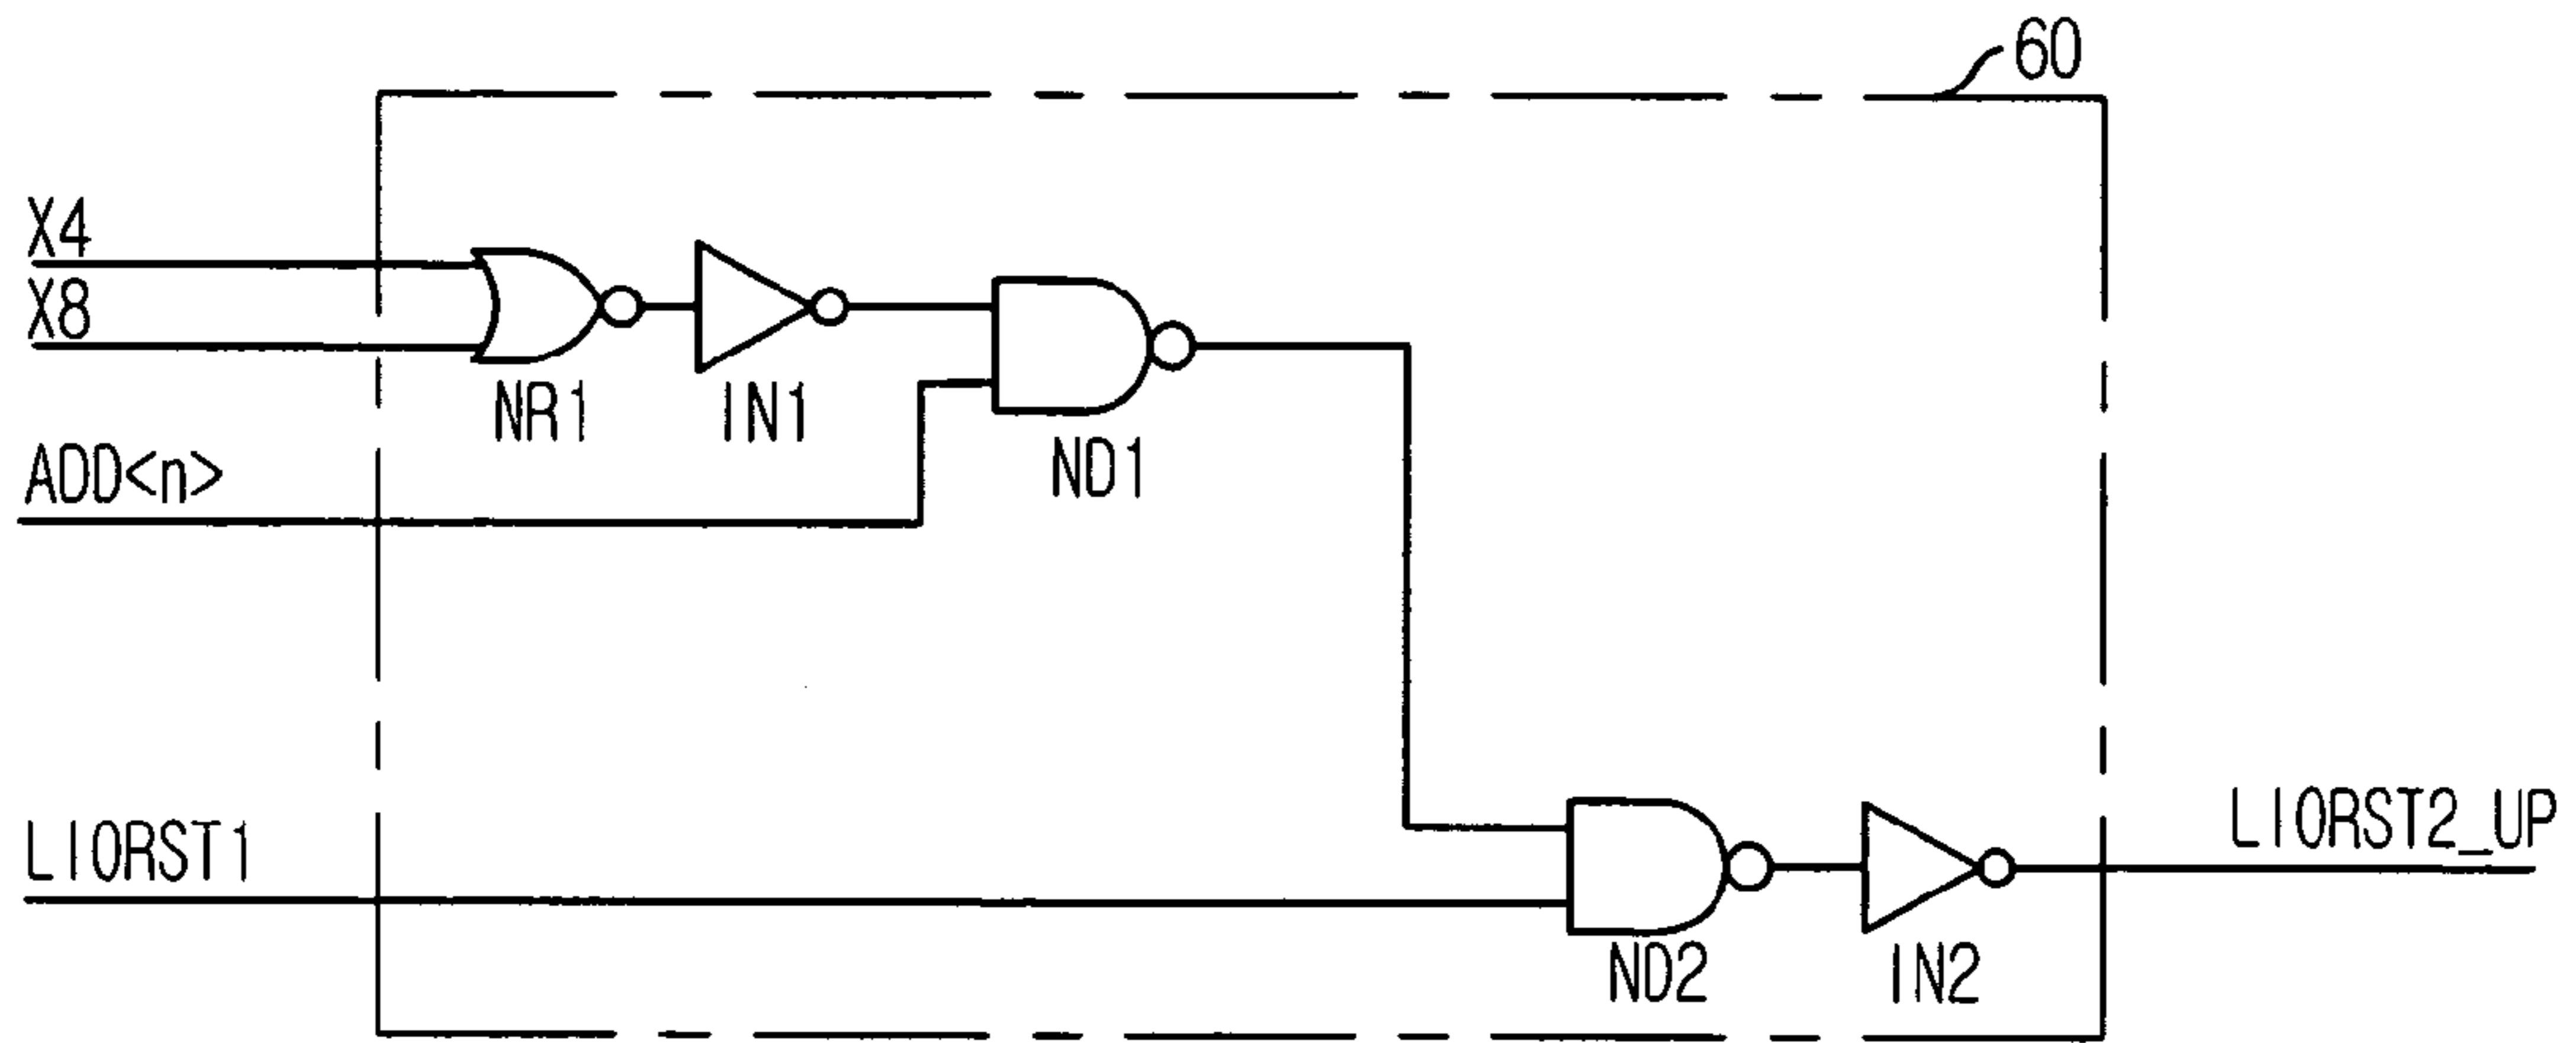 60
X4
X8
NR1
IN1
ND1
ADD<n>
LIORST1
LIORST2_UP
ND2
IN2